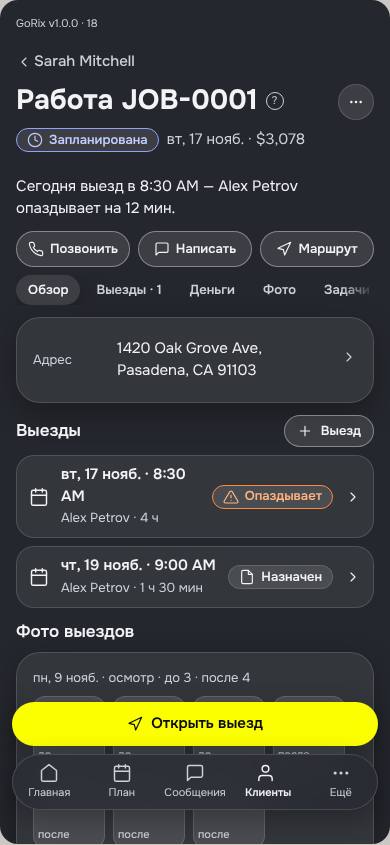 GoRix v1.0.0 · 18
Sarah Mitchell
Работа JOB-0001 ?
Запланирована вт, 17 нояб. · $3,078
Сегодня выезд в 8:30 AM — Alex Petrov
опаздывает на 12 мин.
Позвонить Написать Маршрут
Обзор Выезды · 1 Деньги Фото Задачи
Адрес
1420 Oak Grove Ave,
Pasadena, CA 91103
Выезды
Выезд
вт, 17 нояб. · 8:30
AM
Alex Petrov · 4 ч
Опаздывает
чт, 19 нояб. · 9:00 AM
Alex Petrov · 1 ч 30 мин
Назначен
Фото выездов
пн, 9 нояб. · осмотр · до 3 · после 4
Открыть выезд
Главная План Сообщения Клиенты Ещё
после после после